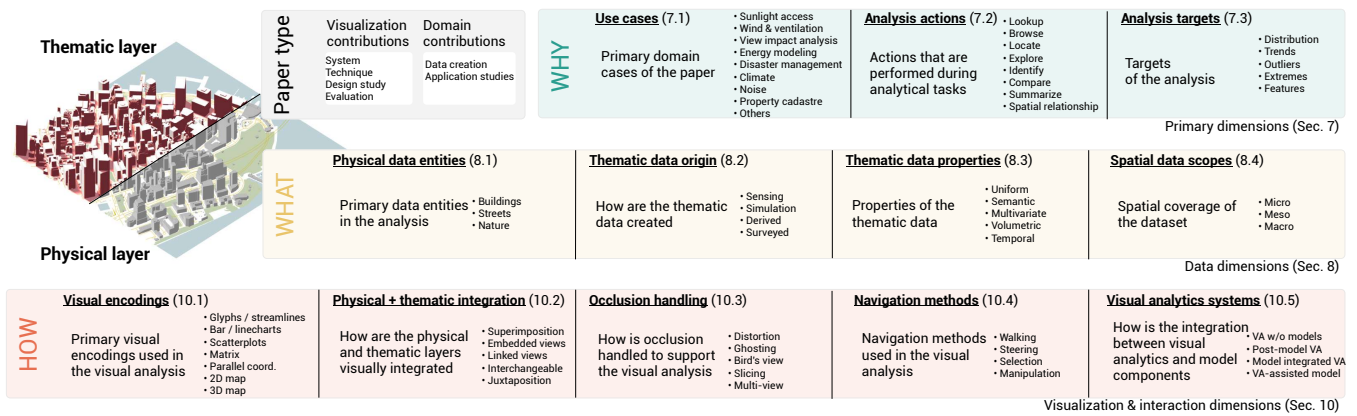 Thematic layer
Physical layer
Paper type
Visualization
contributions
System
Technique
Design study
Evaluation
Domain
contributions
Data creation
Application studies
WHY
Use cases (7.1)
Primary domain
cases of the paper
• Sunlight access
• Wind & ventilation
• View impact analysis
• Energy modeling
• Disaster management
• Climate
• Noise
• Property cadastre
• Others
Analysis actions (7.2)
Actions that are
performed during
analytical tasks
• Lookup
• Browse
• Locate
• Explore
• Identify
• Compare
• Summarize
• Spatial relationship
Analysis targets (7.3)
Targets
of the analysis
• Distribution
• Trends
• Outliers
• Extremes
• Features
Primary dimensions (Sec. 7)
WHAT
Physical data entities (8.1)
Primary data entities
in the analysis
• Buildings
• Streets
• Nature
Thematic data origin (8.2)
How are the thematic
data created
• Sensing
• Simulation
• Derived
• Surveyed
Thematic data properties (8.3)
Properties of the
thematic data
• Uniform
• Semantic
• Multivariate
• Volumetric
• Temporal
Spatial data scopes (8.4)
Spatial coverage of
the dataset
• Micro
• Meso
• Macro
Data dimensions (Sec. 8)
HOW
Visual encodings (10.1)
Primary visual
encodings used in
the visual analysis
• Glyphs / streamlines
• Bar / linecharts
• Scatterplots
• Matrix
• Parallel coord.
• 2D map
• 3D map
Physical + thematic integration (10.2)
How are the physical
and thematic layers
visually integrated
• Superimposition
• Embedded views
• Linked views
• Interchangeable
• Juxtaposition
Occlusion handling (10.3)
How is occlusion
handled to support
the visual analysis
• Distortion
• Ghosting
• Bird's view
• Slicing
• Multi-view
Navigation methods (10.4)
Navigation methods
used in the visual
analysis
• Walking
• Steering
• Selection
• Manipulation
Visual analytics systems (10.5)
How is the integration
between visual
analytics and model
components
• VA w/o models
• Post-model VA
• Model integrated VA
• VA-assisted model
Visualization & interaction dimensions (Sec. 10)